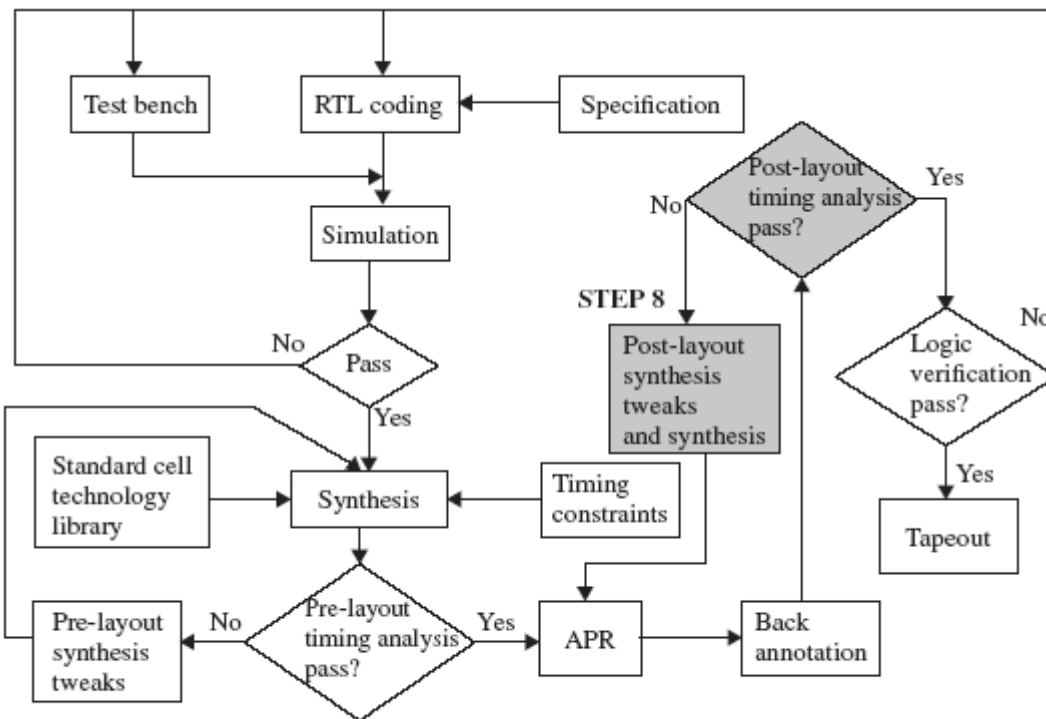 Test bench
RTL coding
Specification
Post-layout
timing analysis
pass?
Yes
No
Simulation
STEP 8
Post-layout
synthesis
tweaks
and synthesis
No
Logic
verification
pass?
No
Pass
Yes
Yes
Standard cell
technology
library
Synthesis
Timing
constraints
Tapeout
Pre-layout
synthesis
tweaks
No
Pre-layout
timing analysis
pass?
Yes
APR
Back
annotation